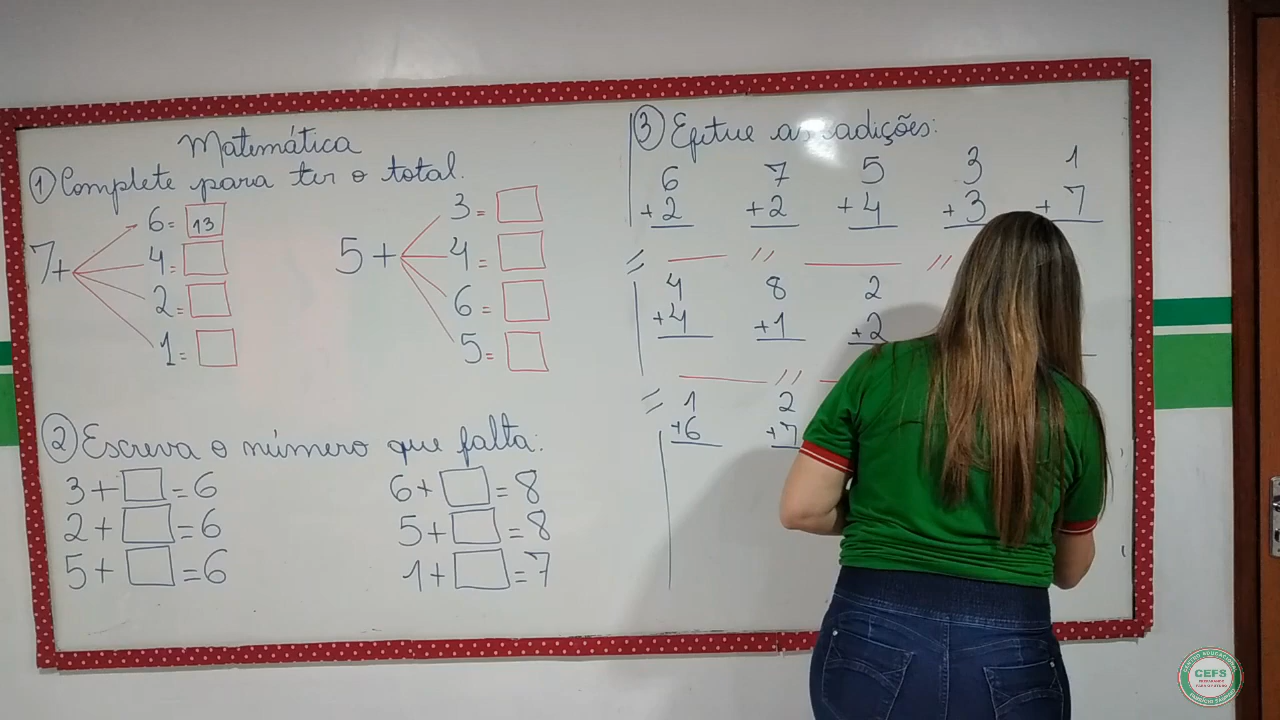 Matemática
① Complete para ter o total.
7+
6= 13
4=
2=
1=
5+
3=
4=
6=
5=
② Escreva o número que falta:
3+ =6
2+ =6
5+ =6
6+ =8
5+ =8
1+ =7
③ Efetue as adições:
6 7 5 3 1
+2 +2 +4 +3 +7
4 8 2
+4 +1 +2
1 2
+6 +7
CENTRO EDUCACIONAL
CEFS